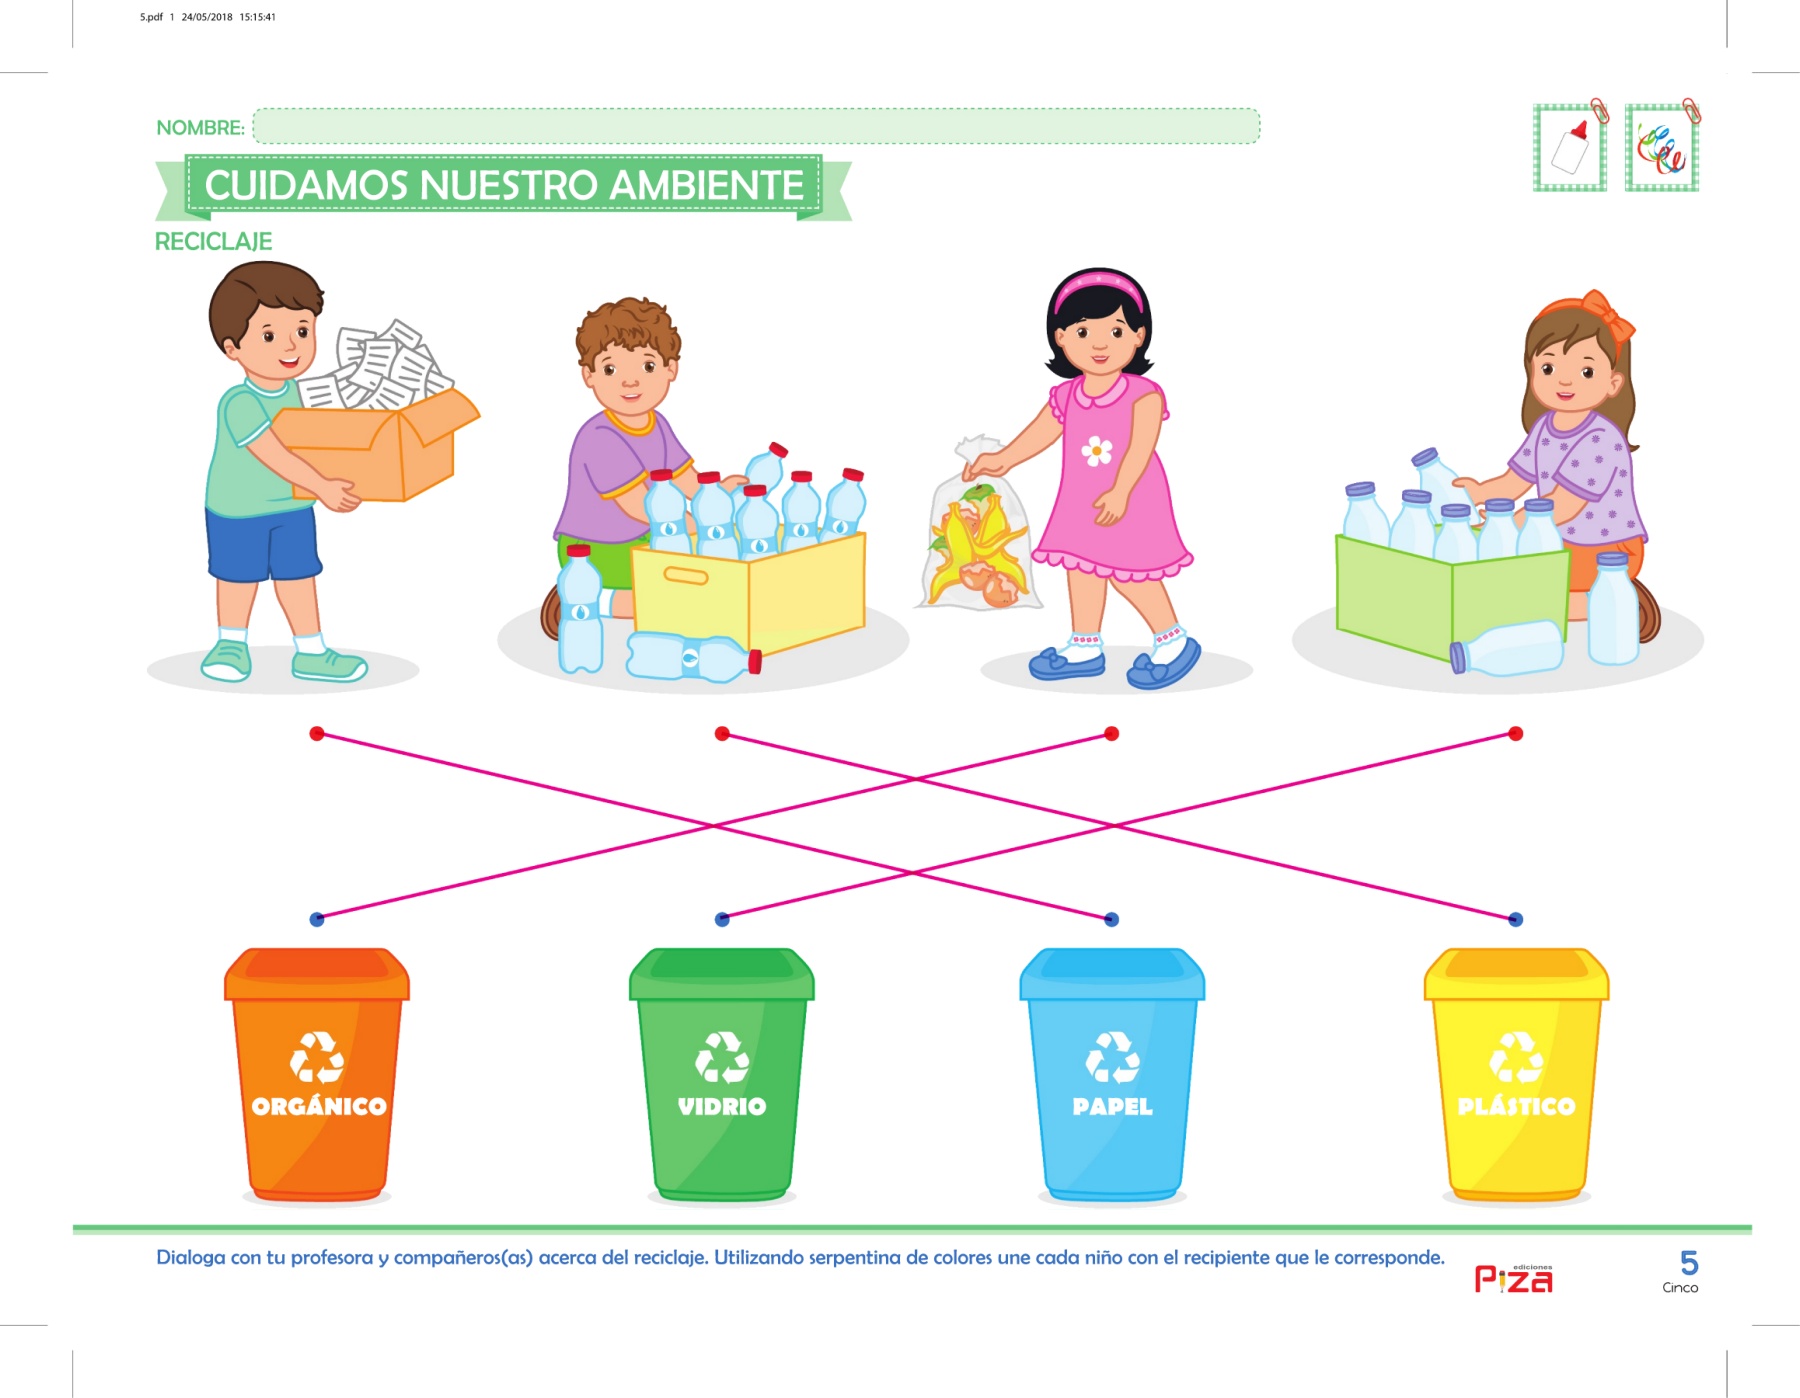 5.pdf 1 24/05/2018 15:15:41
NOMBRE:
CUIDAMOS NUESTRO AMBIENTE
RECICLAJE
ORGÁNICO
VIDRIO
PAPEL
PLÁSTICO
Dialoga con tu profesora y compañeros(as) acerca del reciclaje. Utilizando serpentina de colores une cada niño con el recipiente que le corresponde.
ediciones
Piza
5
Cinco